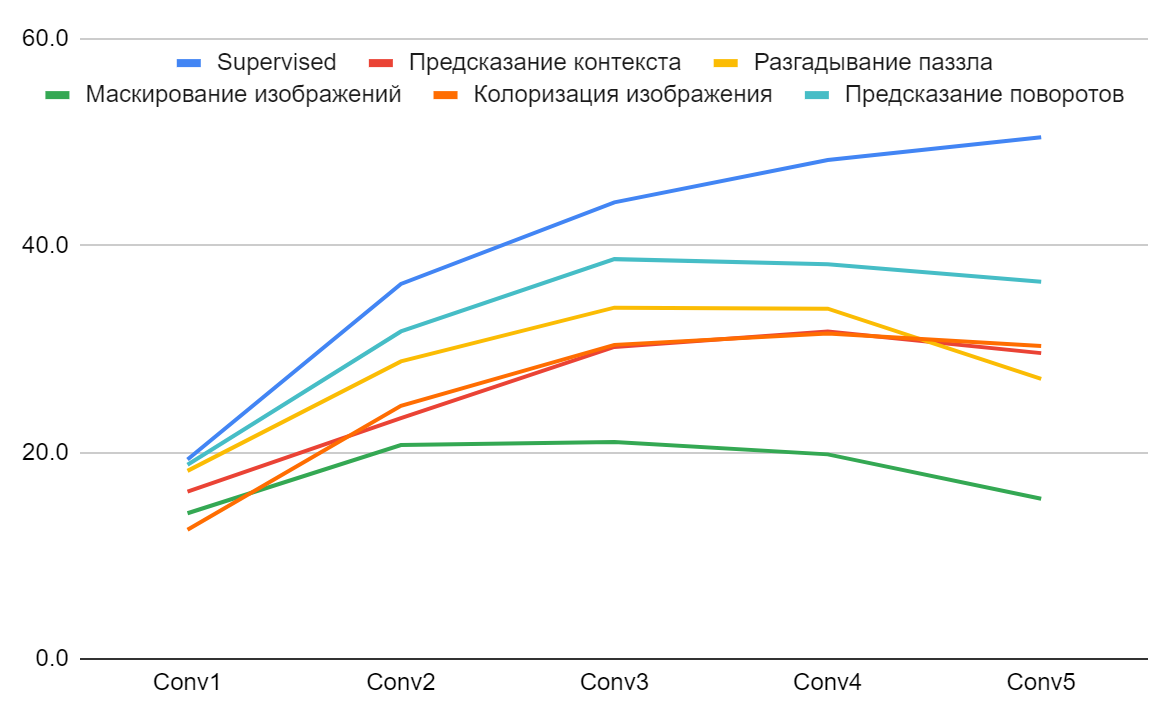 60.0
Supervised Предсказание контекста Разгадывание паззла
Маскирование изображений Колоризация изображения Предсказание поворотов
40.0
20.0
0.0
Conv1 Conv2 Conv3 Conv4 Conv5